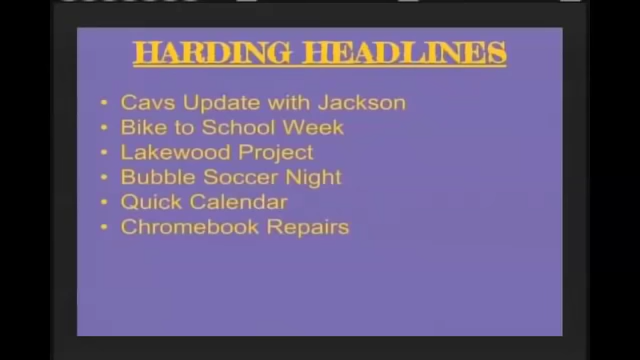 HARDING HEADLINES
• Cavs Update with Jackson
• Bike to School Week
• Lakewood Project
• Bubble Soccer Night
• Quick Calendar
• Chromebook Repairs